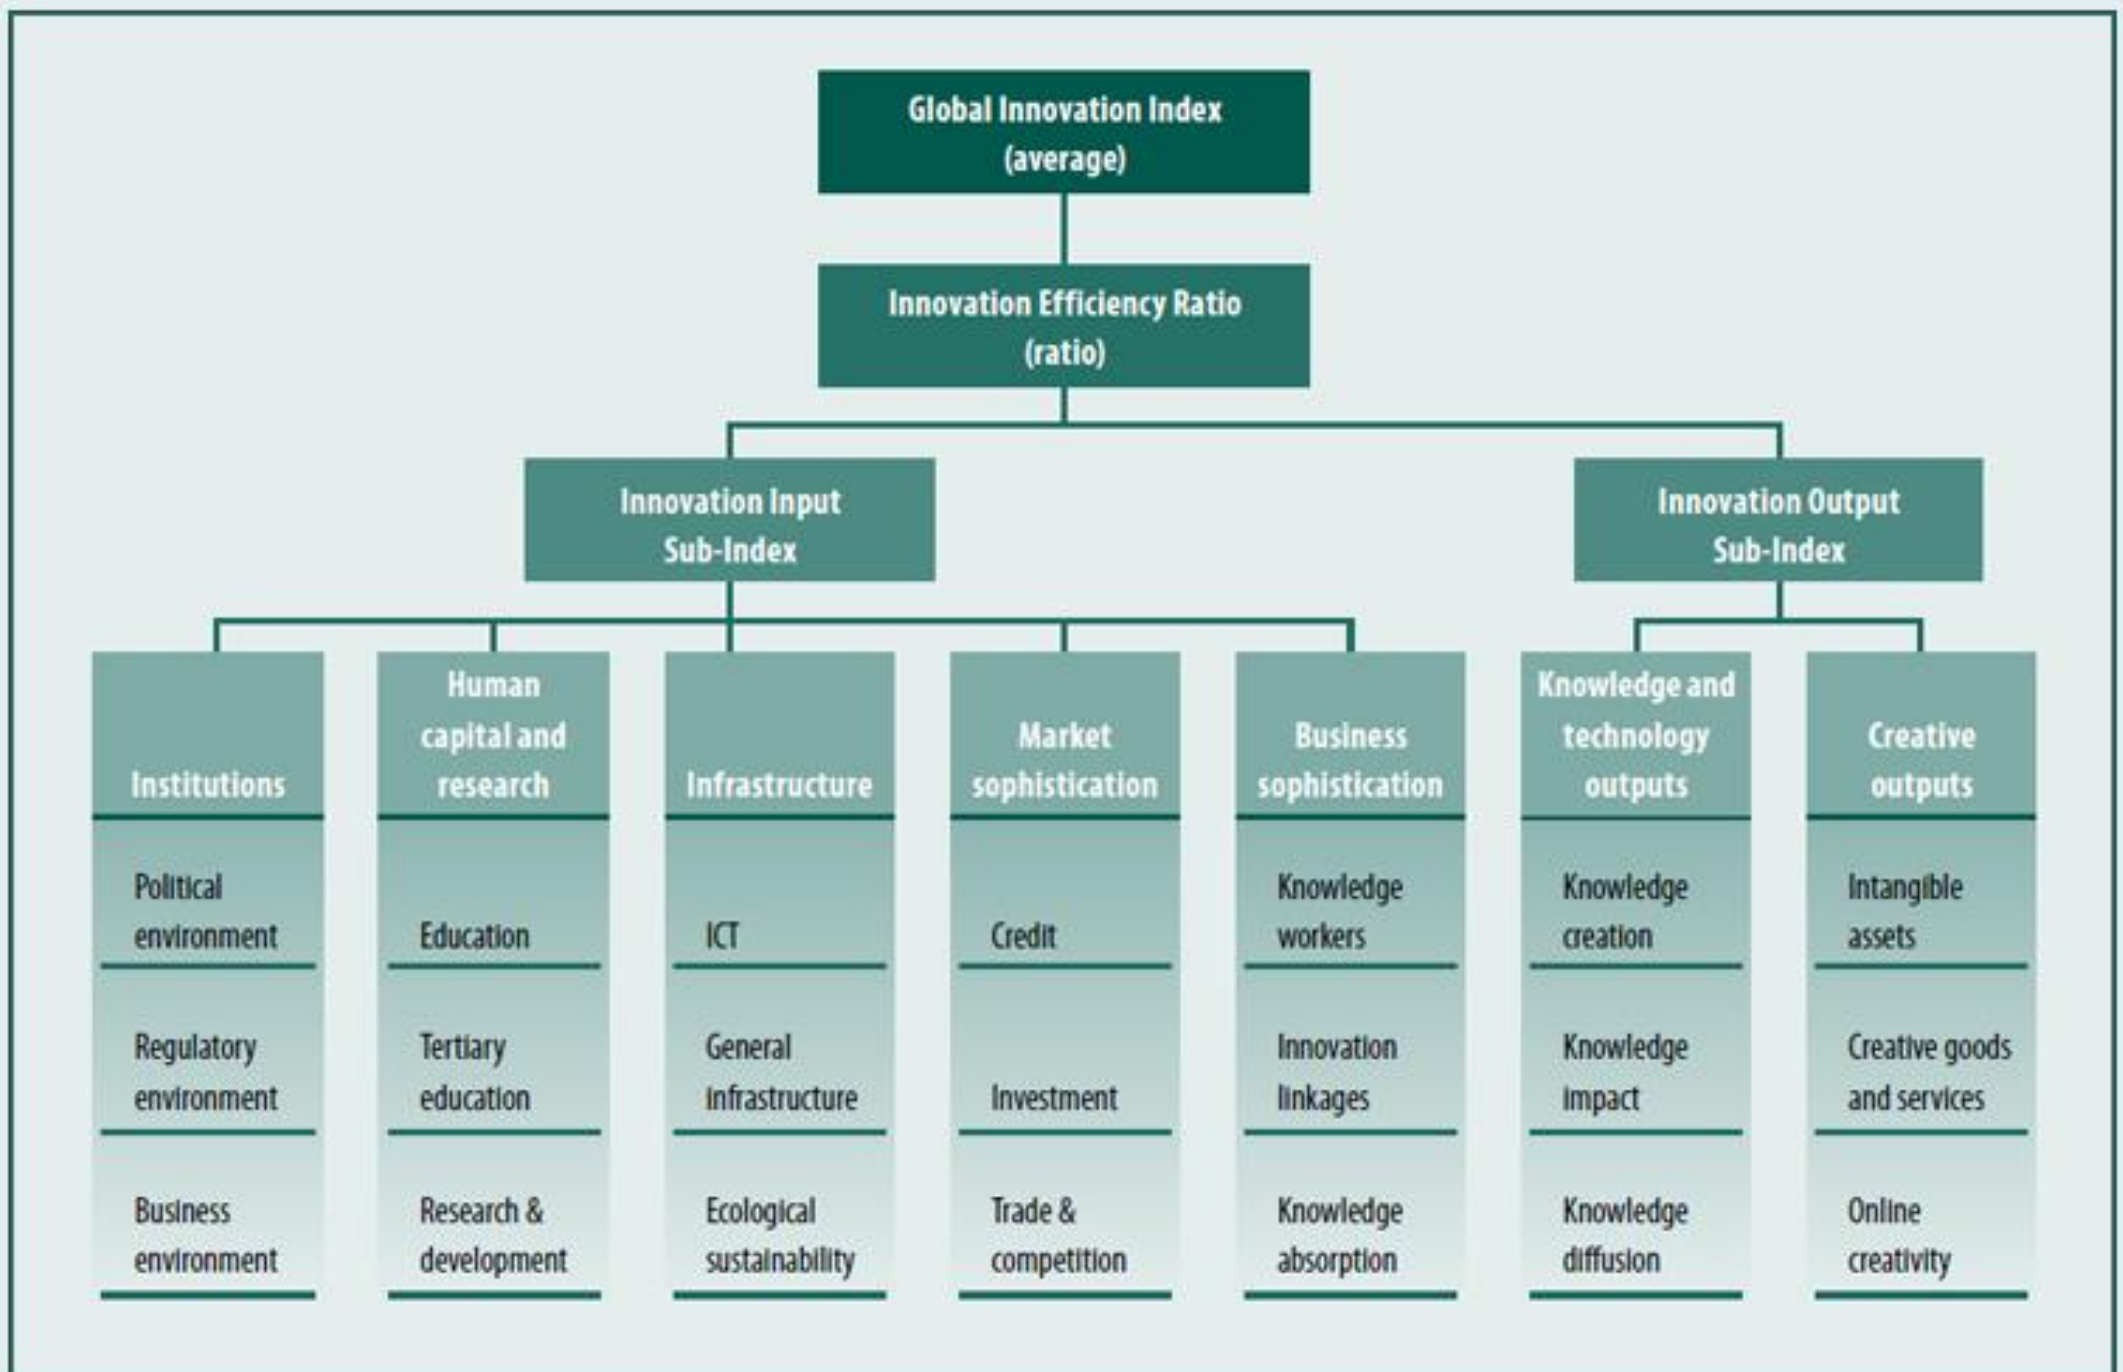 Global Innovation Index
(average)
Innovation Efficiency Ratio
(ratio)
Innovation Input
Sub-Index
Innovation Output
Sub-Index
Institutions
Political
environment
Regulatory
environment
Business
environment
Human
capital and
research
Education
Tertiary
education
Research &
development
Infrastructure
ICT
General
infrastructure
Ecological
sustainability
Market
sophistication
Credit
Investment
Trade &
competition
Business
sophistication
Knowledge
workers
Innovation
linkages
Knowledge
absorption
Knowledge and
technology
outputs
Knowledge
creation
Knowledge
impact
Knowledge
diffusion
Creative
outputs
Intangible
assets
Creative goods
and services
Online
creativity